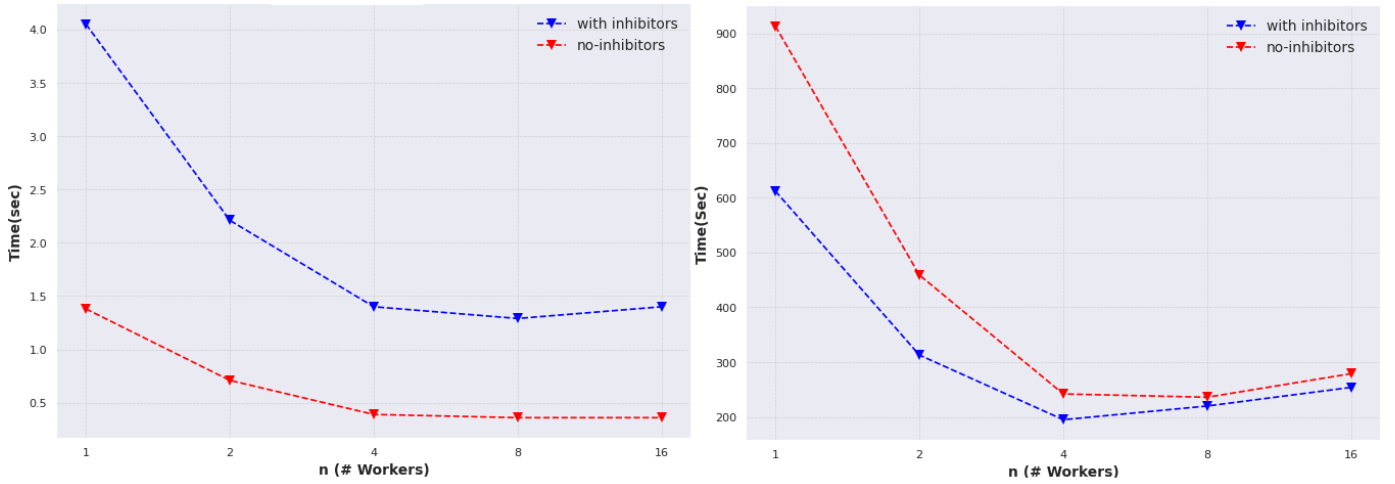 4.0
3.5
3.0
2.5
2.0
1.5
1.0
0.5
Time(sec)
with inhibitors
no-inhibitors
1 2 4 8 16
n (# Workers)
900
800
700
600
500
400
300
200
Time(Sec)
with inhibitors
no-inhibitors
1 2 4 8 16
n (# Workers)